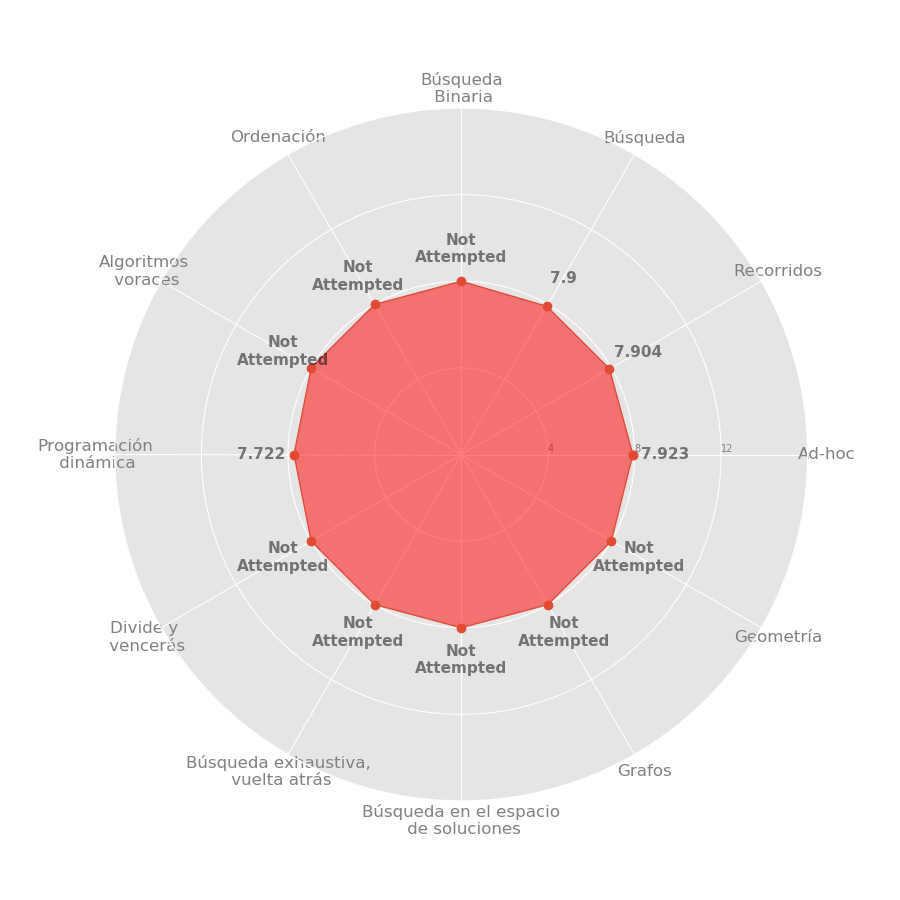 Búsqueda
Binaria
Ordenación
Búsqueda
Not
Attempted
Algoritmos
voraces
Not
Attempted
7.9
Recorridos
Not
Attempted
7.904
Programación
dinámica
7.722
4
8
12
7.923
Ad-hoc
Not
Attempted
Not
Attempted
Divide y
vencerás
Not
Attempted
Not
Attempted
Geometría
Not
Attempted
Búsqueda exhaustiva,
vuelta atrás
Grafos
Búsqueda en el espacio
de soluciones